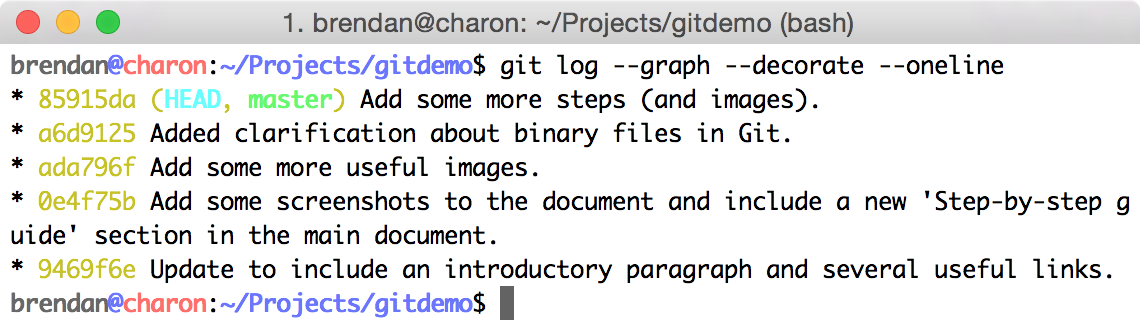 1. brendan@charon: ~/Projects/gitdemo (bash)
brendan@charon:~/Projects/gitdemo$ git log --graph --decorate --oneline
* 85915da (HEAD, master) Add some more steps (and images).
* a6d9125 Added clarification about binary files in Git.
* ada796f Add some more useful images.
* 0e4f75b Add some screenshots to the document and include a new 'Step-by-step g
uide' section in the main document.
* 9469f6e Update to include an introductory paragraph and several useful links.
brendan@charon:~/Projects/gitdemo$